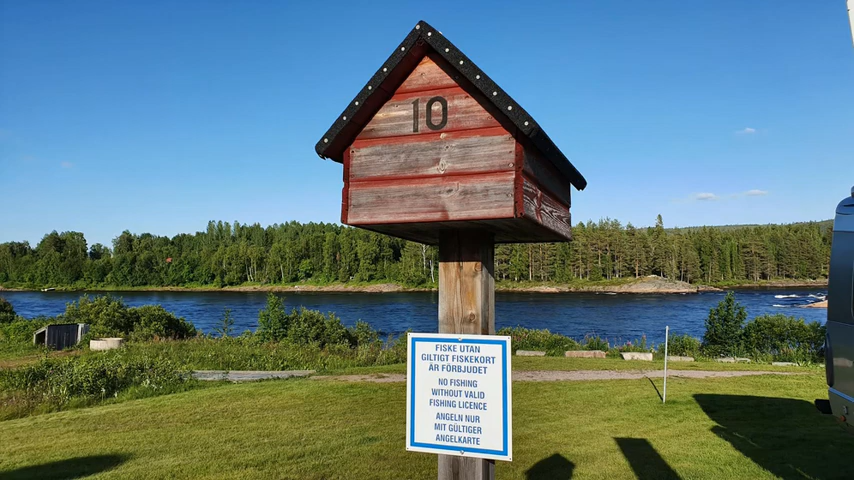 10
FISKE UTAN
GILTIGT FISKEKORT
ÄR FÖRBJUDET
NO FISHING
WITHOUT VALID
FISHING LICENCE
ANGELN NUR
MIT GÜLTIGER
ANGELKARTE